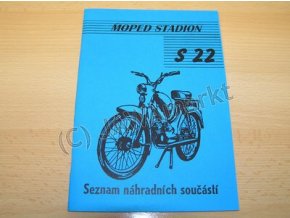 MOPED STADION
S 22
Seznam náhradních součástí